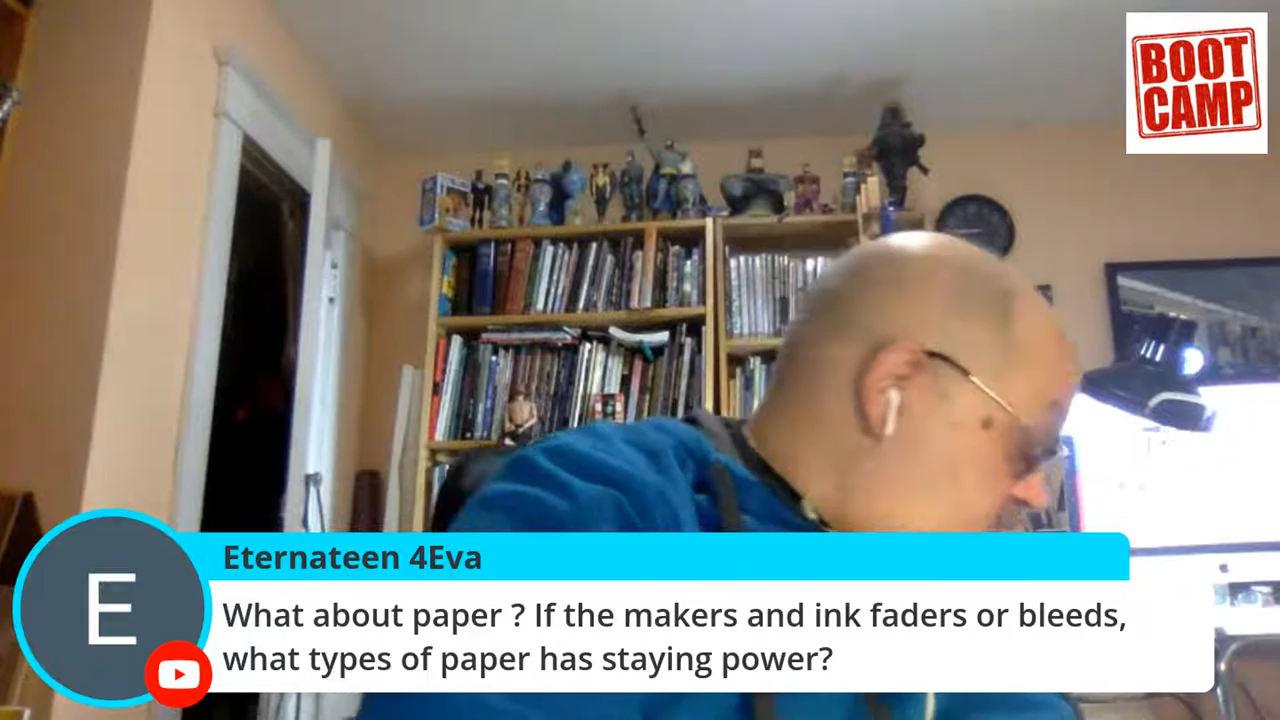 BOOT
CAMP
Eternateen 4Eva
What about paper ? If the makers and ink faders or bleeds,
what types of paper has staying power?
E